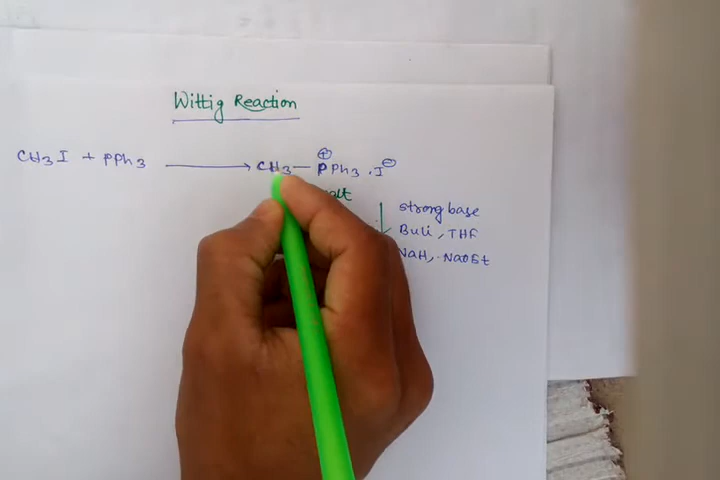 Wittig Reaction
CH3I + PPh3 ⟶ CH3 — P⊕Ph3 . I⊖
strong base
Buli, THF
NaH, NaOEt